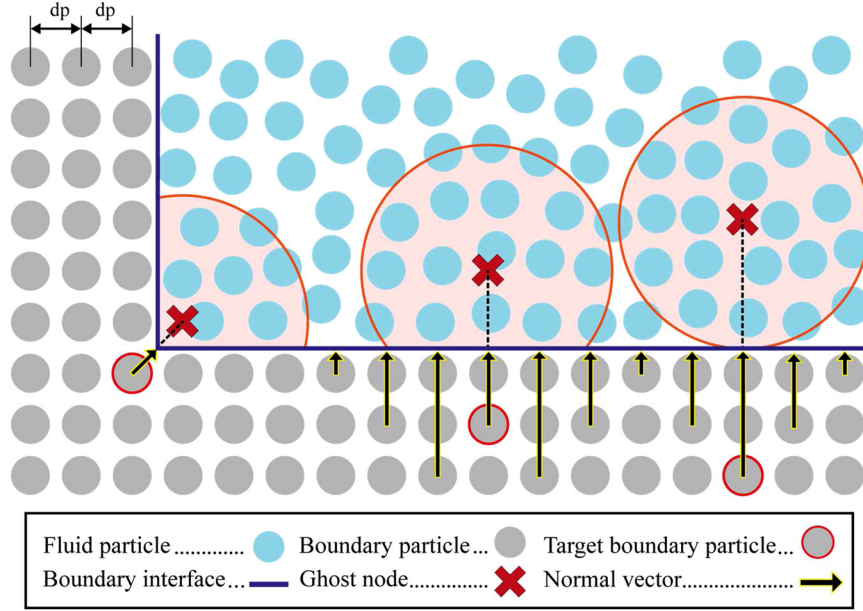 dp dp
Fluid particle ............. Boundary particle... Target boundary particle...
Boundary interface... Ghost node............... Normal vector......................